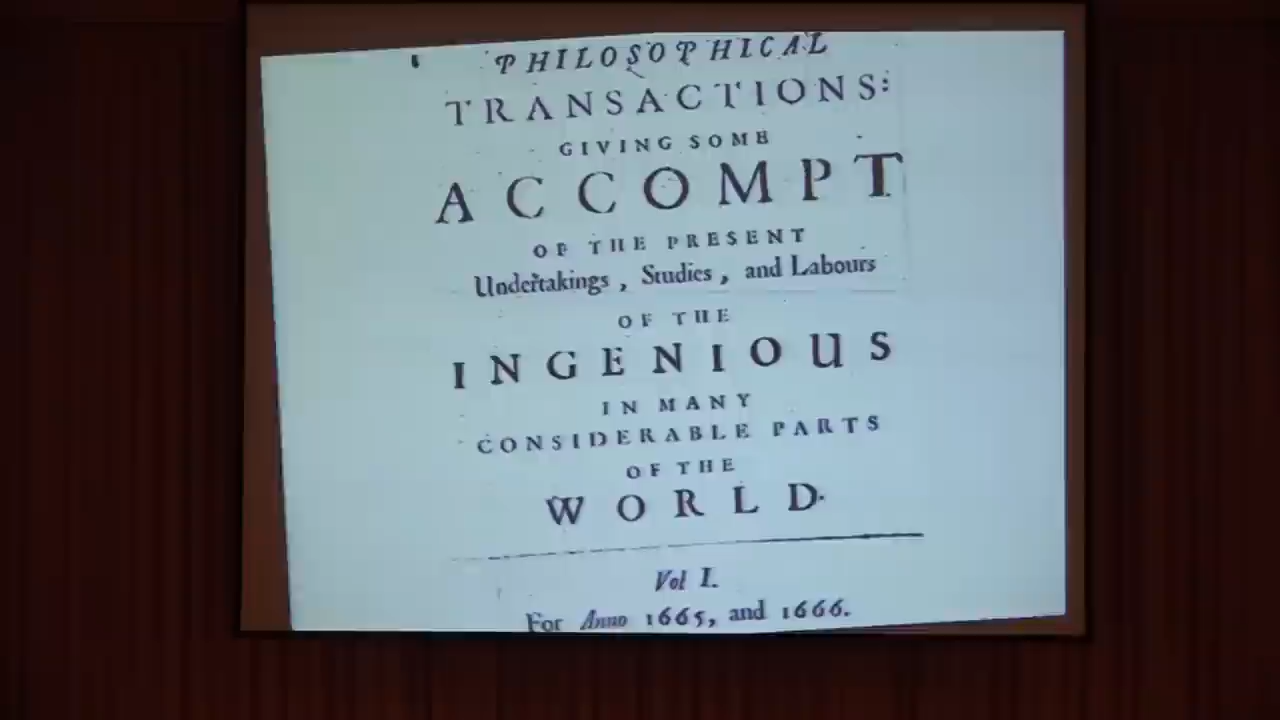 PHILOSOPHICAL
TRANSACTIONS:
GIVING SOME
ACCOMPT
OF THE PRESENT
Undertakings, Studies, and Labours
OF THE
INGENIOUS
IN MANY
CONSIDERABLE PARTS
OF THE
WORLD.
Vol I.
For Anno 1665, and 1666.